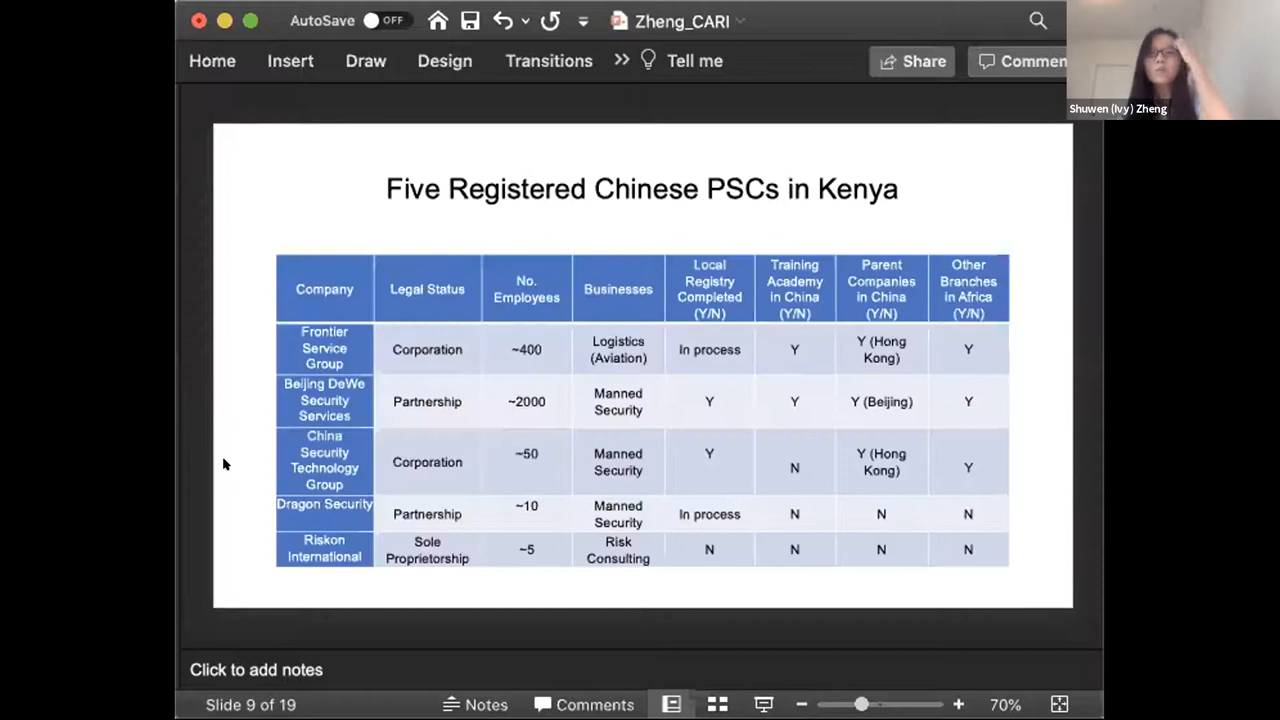 AutoSave OFF Zheng_CARI
Home Insert Draw Design Transitions >> Tell me Share Commen
Shuwen (Ivy) Zheng
Five Registered Chinese PSCs in Kenya
Company
Legal Status
No.
Employees
Businesses
Local
Registry
Completed
(Y/N)
Training
Academy
in China
(Y/N)
Parent
Companies
in China
(Y/N)
Other
Branches
in Africa
(Y/N)
Frontier
Service
Group
Corporation
~400
Logistics
(Aviation)
In process
Y
Y (Hong
Kong)
Y
Beijing DeWe
Security
Services
Partnership
~2000
Manned
Security
Y
Y
Y (Beijing)
Y
China
Security
Technology
Group
Corporation
~50
Manned
Security
Y
N
Y (Hong
Kong)
Y
Dragon Security
Partnership
~10
Manned
Security
In process
N
N
N
Riskon
International
Sole
Proprietorship
~5
Risk
Consulting
N
N
N
N
Click to add notes
Slide 9 of 19 Notes Comments 70%